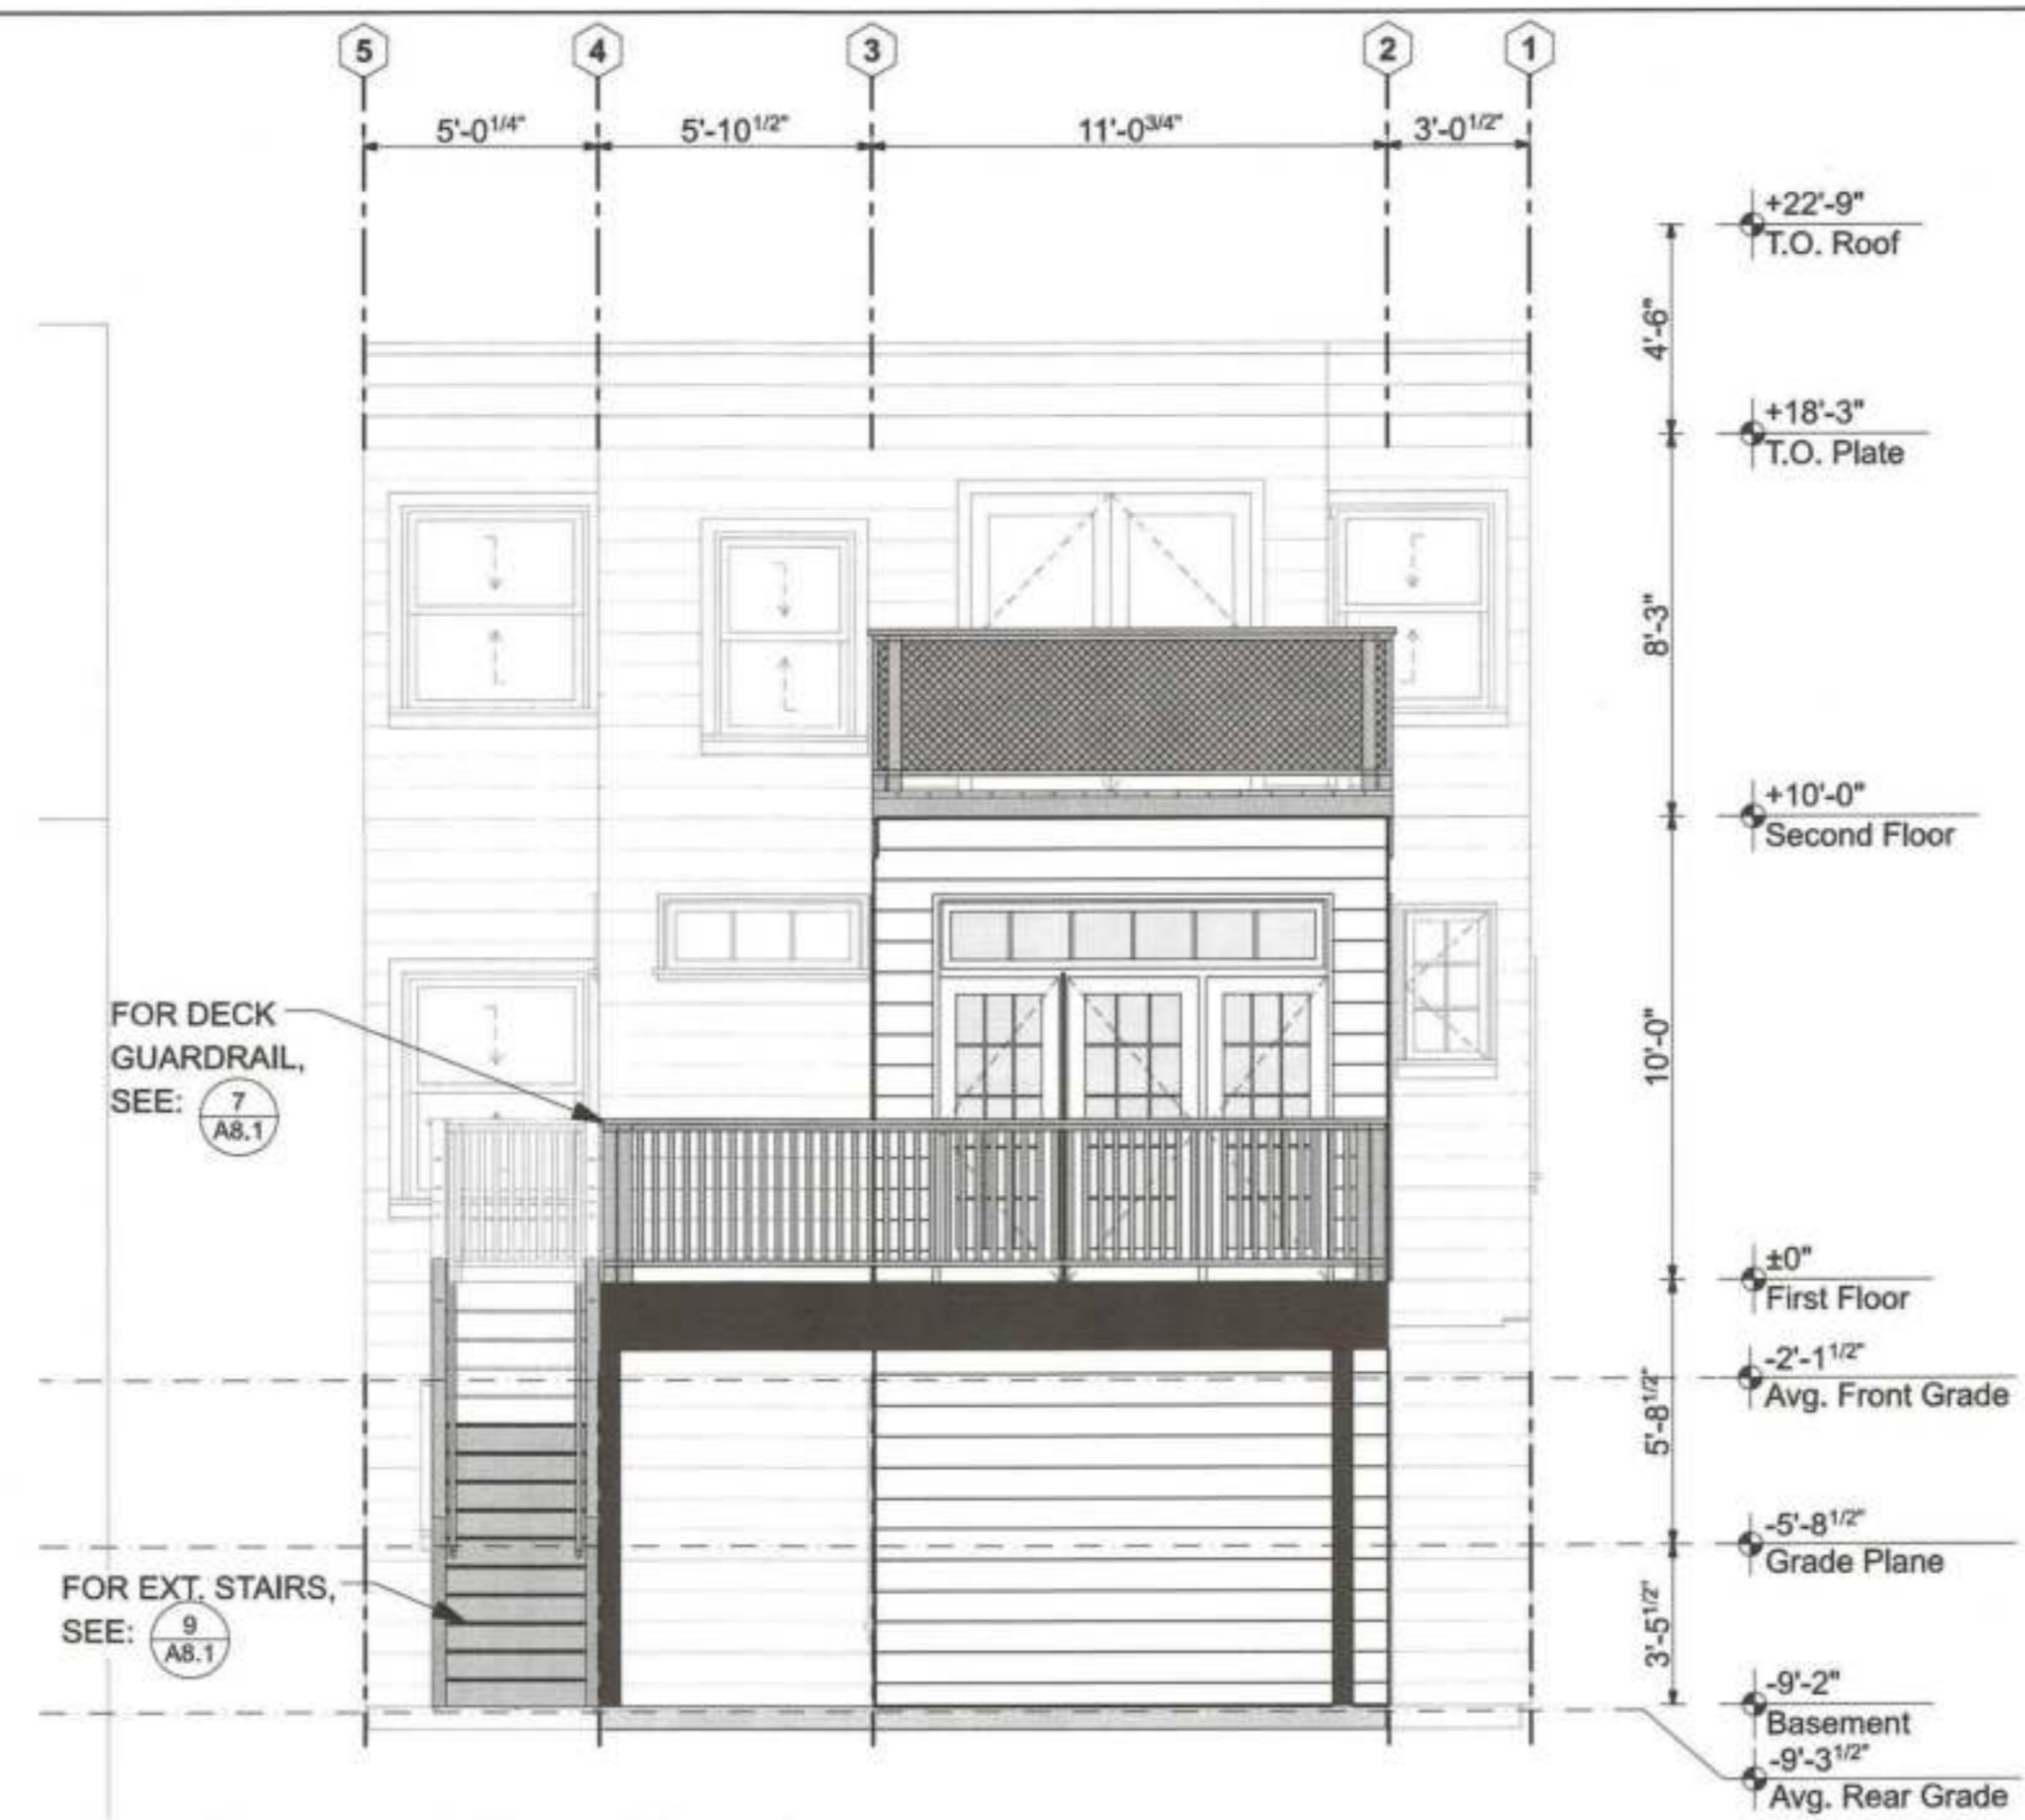 5 4 3 2 1
5'-0 1/4" 5'-10 1/2" 11'-0 3/4" 3'-0 1/2"
+22'-9"
T.O. Roof
4'-6"
+18'-3"
T.O. Plate
8'-3"
+10'-0"
Second Floor
10'-0"
FOR DECK
GUARDRAIL,
SEE: 7
A8.1
±0"
First Floor
-2'-1 1/2"
Avg. Front Grade
5'-8 1/2"
-5'-8 1/2"
Grade Plane
FOR EXT. STAIRS,
SEE: 9
A8.1
3'-5 1/2"
-9'-2"
Basement
-9'-3 1/2"
Avg. Rear Grade